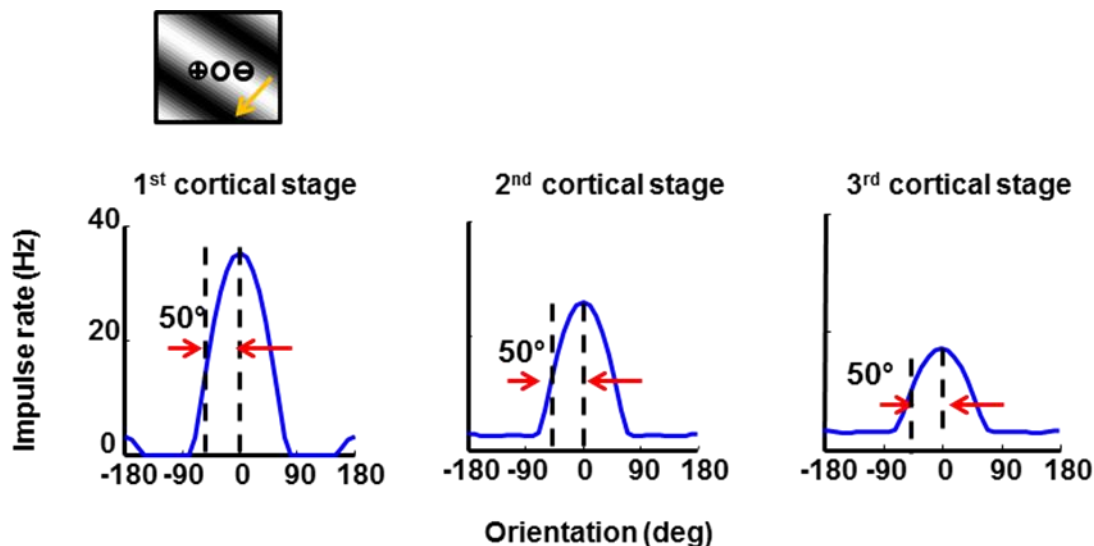 1st cortical stage
2nd cortical stage
3rd cortical stage
Impulse rate (Hz)
40
20
0
50°
50°
50°
-180 -90 0 90 180
-180 -90 0 90 180
-180 -90 0 90 180
Orientation (deg)